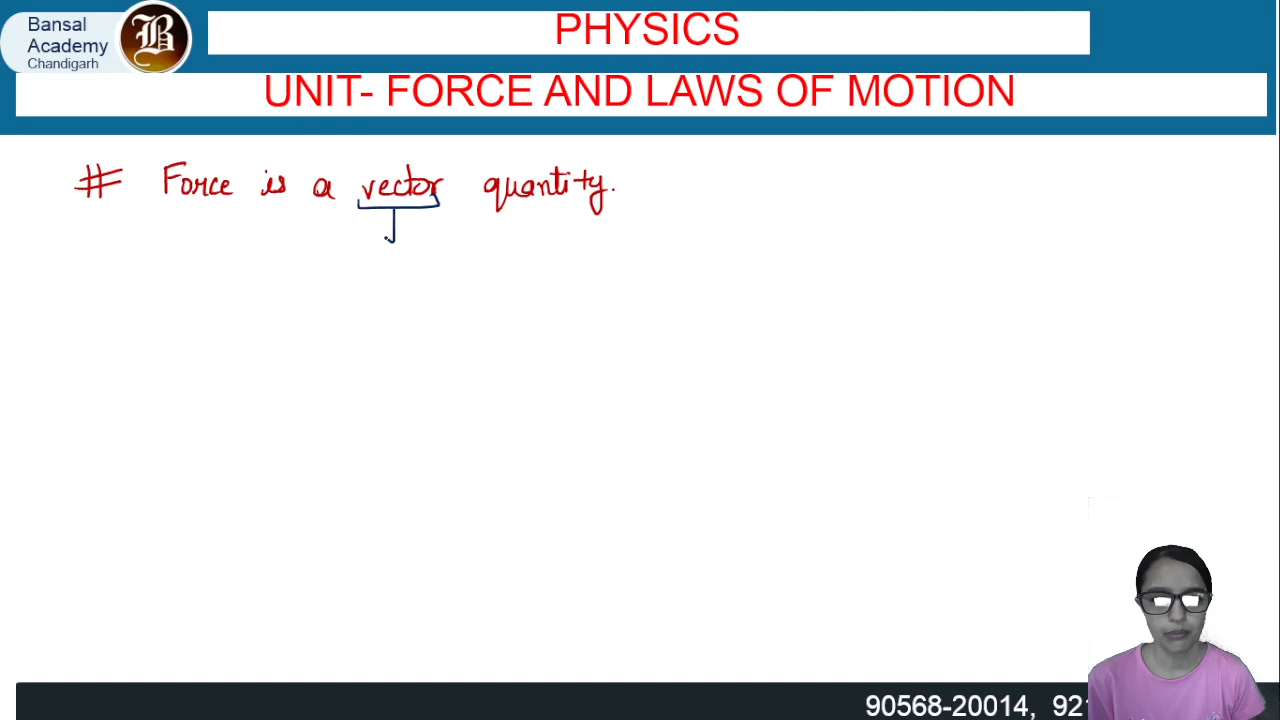 Bansal
Academy
Chandigarh
B
PHYSICS
UNIT- FORCE AND LAWS OF MOTION
# Force is a vector quantity.
90568-20014, 92